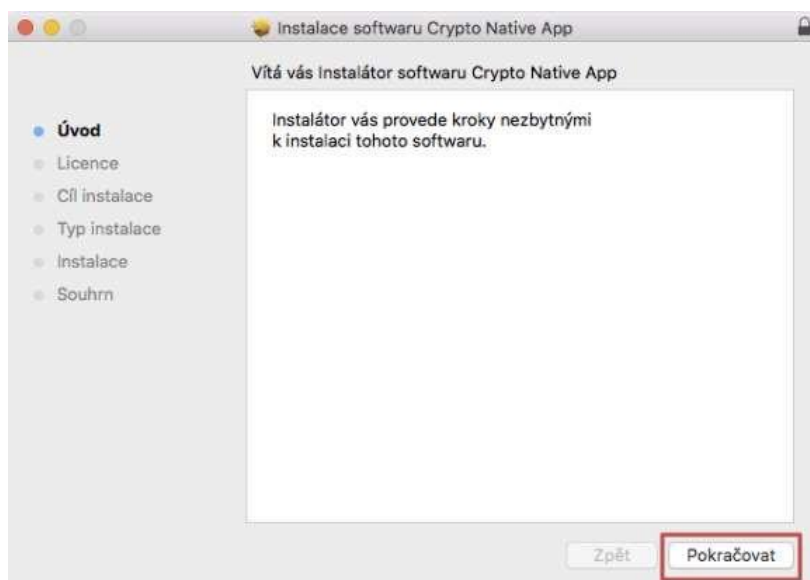 Instalace softwaru Crypto Native App
Vítá vás Instalátor softwaru Crypto Native App
Úvod
Licence
Cíl instalace
Typ instalace
Instalace
Souhrn
Instalátor vás provede kroky nezbytnými
k instalaci tohoto softwaru.
Zpět
Pokračovat